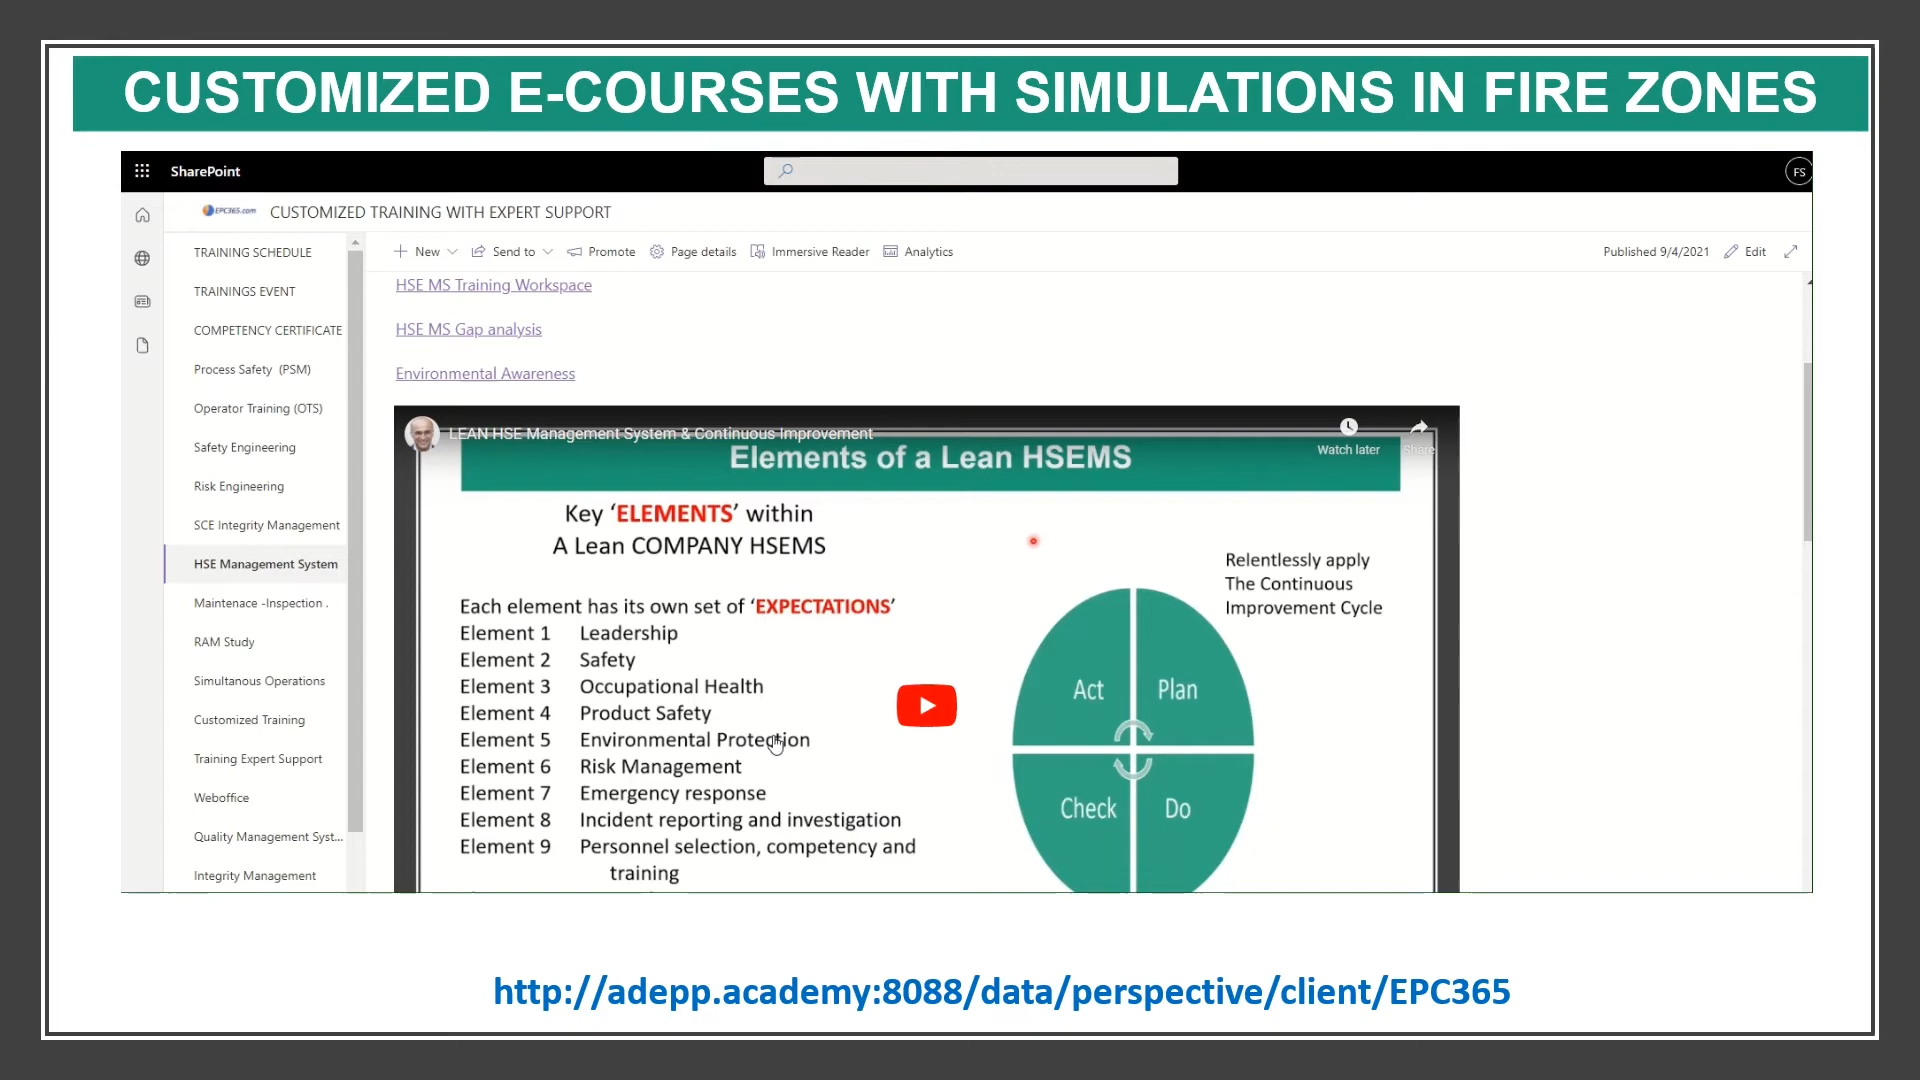 CUSTOMIZED E-COURSES WITH SIMULATIONS IN FIRE ZONES
SharePoint
FS
EPC365.com
CUSTOMIZED TRAINING WITH EXPERT SUPPORT
TRAINING SCHEDULE
TRAININGS EVENT
COMPETENCY CERTIFICATE
Process Safety (PSM)
Operator Training (OTS)
Safety Engineering
Risk Engineering
SCE Integrity Management
HSE Management System
Maintenace -Inspection .
RAM Study
Simultanous Operations
Customized Training
Training Expert Support
Weboffice
Quality Management Syst...
Integrity Management
New
Send to
Promote
Page details
Immersive Reader
Analytics
Published 9/4/2021
Edit
HSE MS Training Workspace
HSE MS Gap analysis
Environmental Awareness
LEAN HSE Management System & Continuous Improvement
Watch later
Share
Elements of a Lean HSEMS
Key ‘ELEMENTS’ within
A Lean COMPANY HSEMS
Each element has its own set of ‘EXPECTATIONS’
Element 1 Leadership
Element 2 Safety
Element 3 Occupational Health
Element 4 Product Safety
Element 5 Environmental Protection
Element 6 Risk Management
Element 7 Emergency response
Element 8 Incident reporting and investigation
Element 9 Personnel selection, competency and
training
Relentlessly apply
The Continuous
Improvement Cycle
Act
Plan
Check
Do
http://adepp.academy:8088/data/perspective/client/EPC365